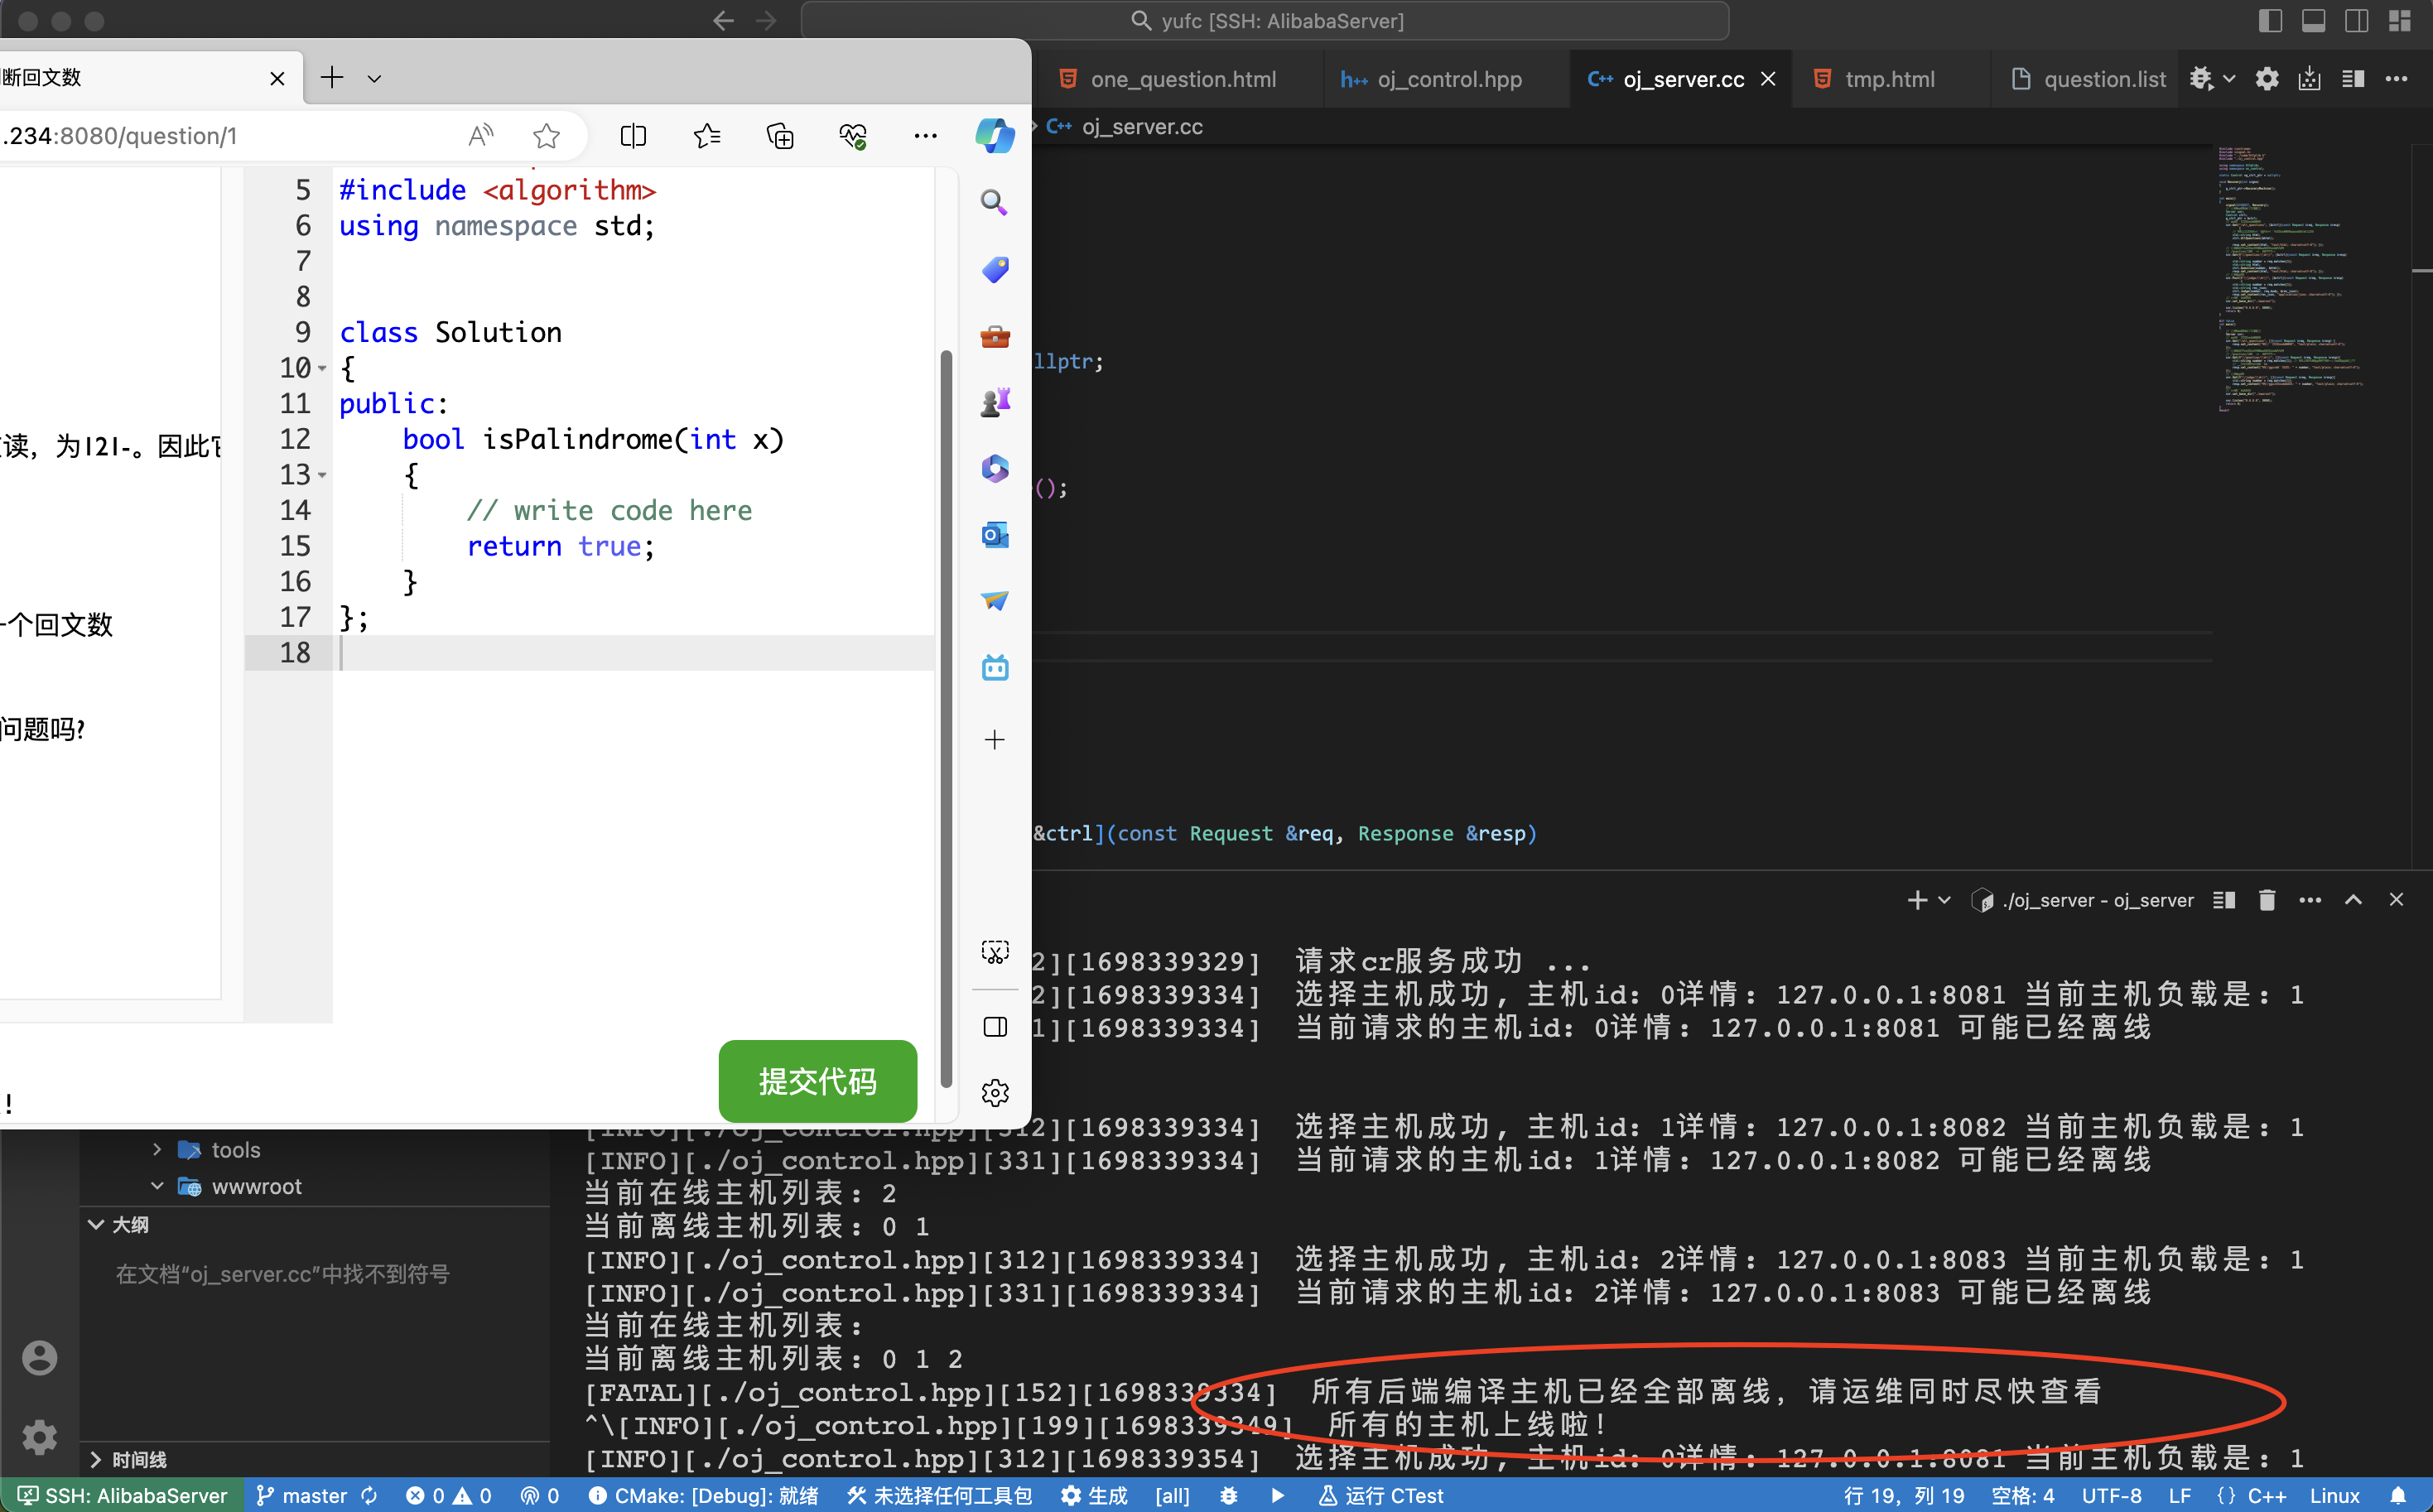 yufc [SSH: AlibabaServer]
断回文数
one_question.html
oj_control.hpp
C++ oj_server.cc
tmp.html
question.list
.234:8080/question/1
C++ oj_server.cc
5 #include <algorithm>
6 using namespace std;
7
8
9 class Solution
10 {
11 public:
12 bool isPalindrome(int x)
13 {
14 // write code here
15 return true;
16 }
17 };
18
读，为121-。因此它
一个回文数
问题吗?
llptr;
();
&ctrl](const Request &req, Response &resp)
提交代码
!
./oj_server - oj_server
2][1698339329] 请求cr服务成功 ...
2][1698339334] 选择主机成功, 主机id: 0详情: 127.0.0.1:8081 当前主机负载是: 1
1][1698339334] 当前请求的主机id: 0详情: 127.0.0.1:8081 可能已经离线
[INFO][./oj_control.hpp][312][1698339334] 选择主机成功, 主机id: 1详情: 127.0.0.1:8082 当前主机负载是: 1
[INFO][./oj_control.hpp][331][1698339334] 当前请求的主机id: 1详情: 127.0.0.1:8082 可能已经离线
当前在线主机列表: 2
当前离线主机列表: 0 1
[INFO][./oj_control.hpp][312][1698339334] 选择主机成功, 主机id: 2详情: 127.0.0.1:8083 当前主机负载是: 1
[INFO][./oj_control.hpp][331][1698339334] 当前请求的主机id: 2详情: 127.0.0.1:8083 可能已经离线
当前在线主机列表:
当前离线主机列表: 0 1 2
[FATAL][./oj_control.hpp][152][1698339334] 所有后端编译主机已经全部离线, 请运维同时尽快查看
^\[INFO][./oj_control.hpp][199][1698339349] 所有的主机上线啦!
[INFO][./oj_control.hpp][312][1698339354] 选择主机成功, 主机id: 0详情: 127.0.0.1:8081 当前主机负载是: 1
tools
wwwroot
大纲
在文档“oj_server.cc”中找不到符号
时间线
SSH: AlibabaServer master 0 0 0 CMake: [Debug]: 就绪 未选择任何工具包 生成 [all] 运行 CTest 行 19，列 19 空格: 4 UTF-8 LF {} C++ Linux